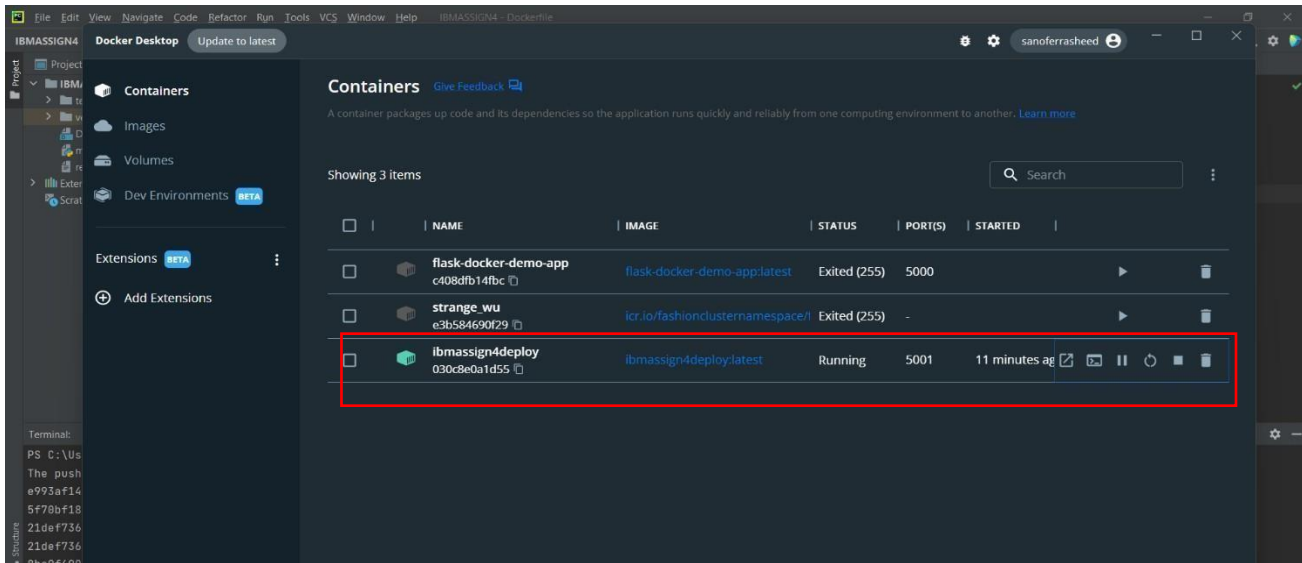 PC File Edit View Navigate Code Refactor Run Tools VCS Window Help IBMASSIGN4 - Dockerfile
IBMASSIGN4
Docker Desktop Update to latest sanoferrasheed
Project
Project
IBMA
Exter
Scrat
Containers
Images
Volumes
Dev Environments BETA
Extensions BETA
Add Extensions
Containers Give Feedback
A container packages up code and its dependencies so the application runs quickly and reliably from one computing environment to another. Learn more
Showing 3 items Search
NAME IMAGE STATUS PORT(S) STARTED
flask-docker-demo-app flask-docker-demo-app:latest Exited (255) 5000
c408dfb14fbc
strange_wu icr.io/fashionclusternamespace/f Exited (255) -
e3b584690f29
ibmassign4deploy ibmassign4deploy:latest Running 5001 11 minutes ag
030c8e0a1d55
Terminal:
PS C:\Us
The push
e993af14
5f70bf18
21def736
21def736
Structure